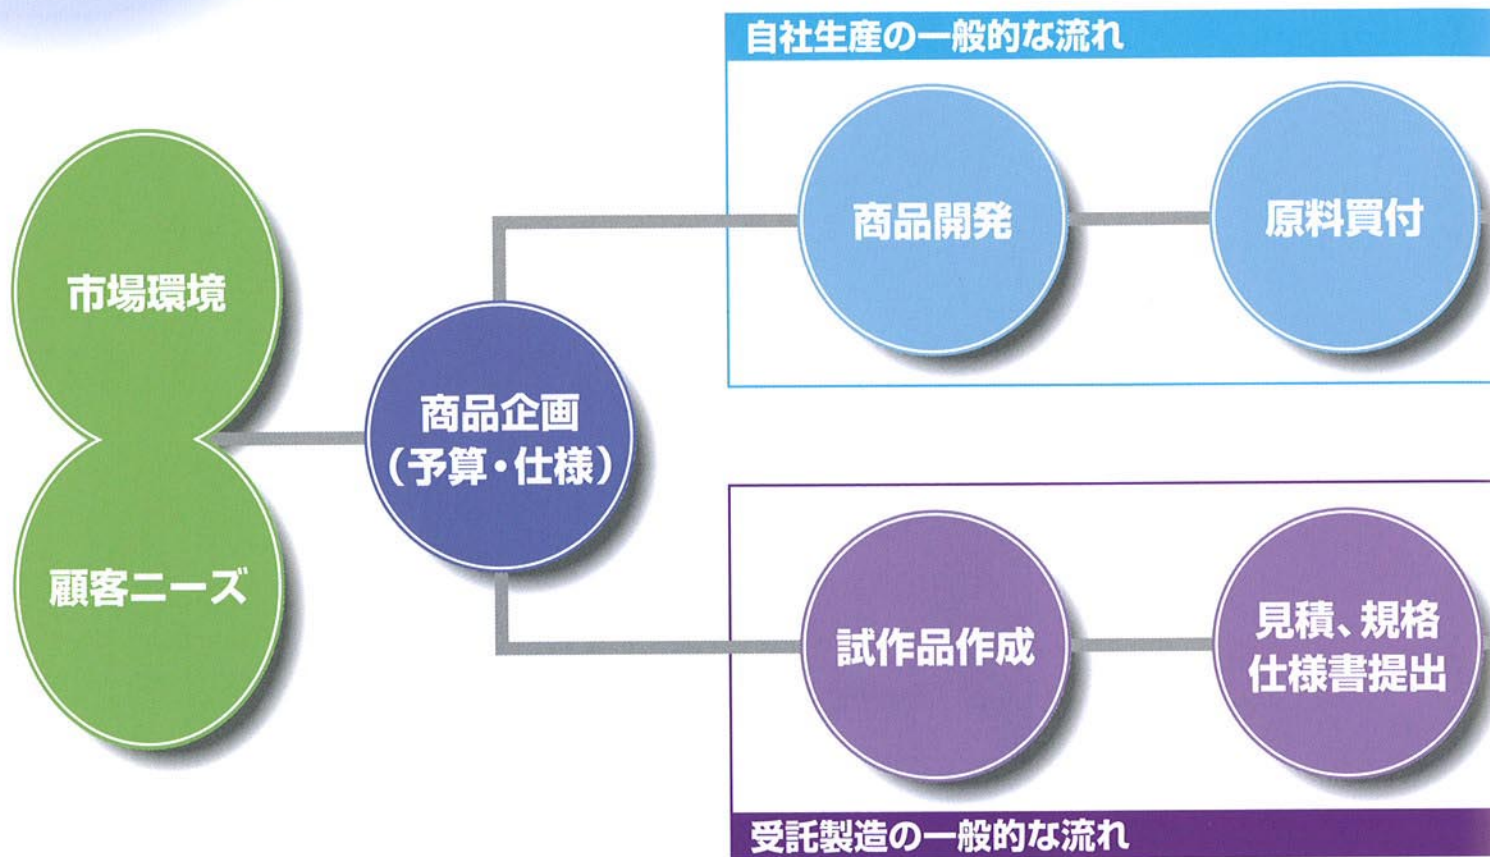 自社生産の一般的な流れ
市場環境
顧客ニーズ
商品企画
(予算・仕様)
商品開発
原料買付
試作品作成
見積、規格
仕様書提出
受託製造の一般的な流れ